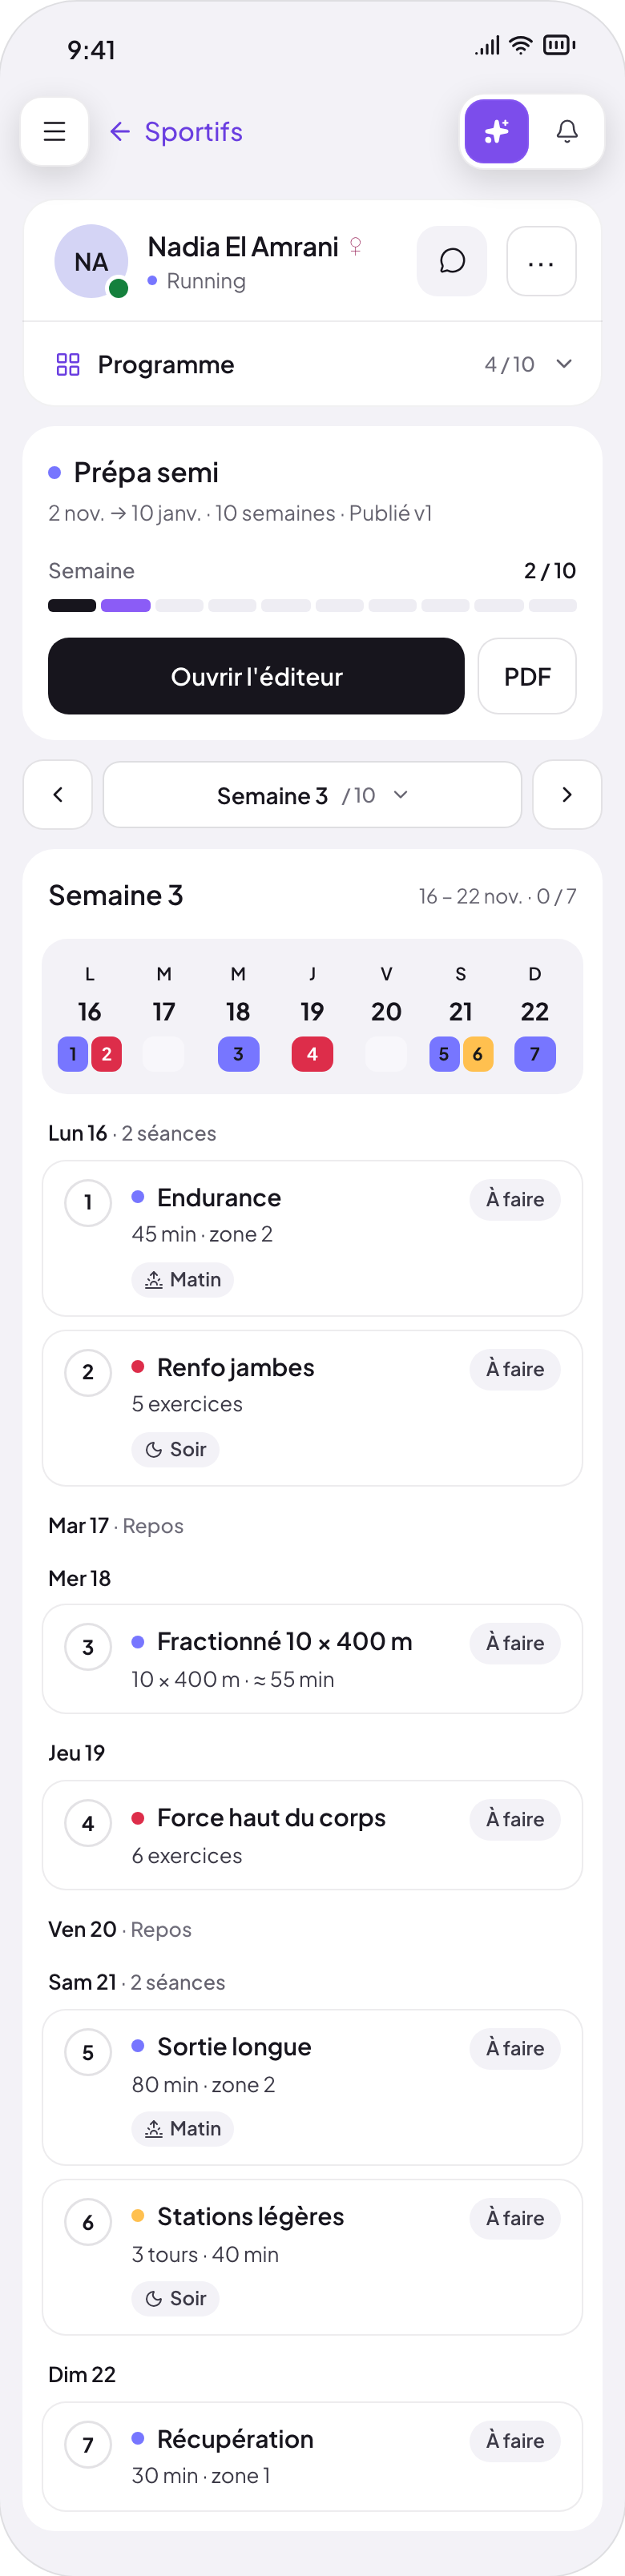 9:41
← Sportifs
NA
Nadia El Amrani ♀
Running
...
Programme 4 / 10
Prépa semi
2 nov. → 10 janv. · 10 semaines · Publié v1
Semaine 2 / 10
Ouvrir l'éditeur PDF
Semaine 3 / 10
Semaine 3 16 – 22 nov. · 0 / 7
L M M J V S D
16 17 18 19 20 21 22
1 2 3 4 5 6 7
Lun 16 · 2 séances
1 Endurance À faire
45 min · zone 2
Matin
2 Renfo jambes À faire
5 exercices
Soir
Mar 17 · Repos
Mer 18
3 Fractionné 10 × 400 m À faire
10 × 400 m · ≈ 55 min
Jeu 19
4 Force haut du corps À faire
6 exercices
Ven 20 · Repos
Sam 21 · 2 séances
5 Sortie longue À faire
80 min · zone 2
Matin
6 Stations légères À faire
3 tours · 40 min
Soir
Dim 22
7 Récupération À faire
30 min · zone 1